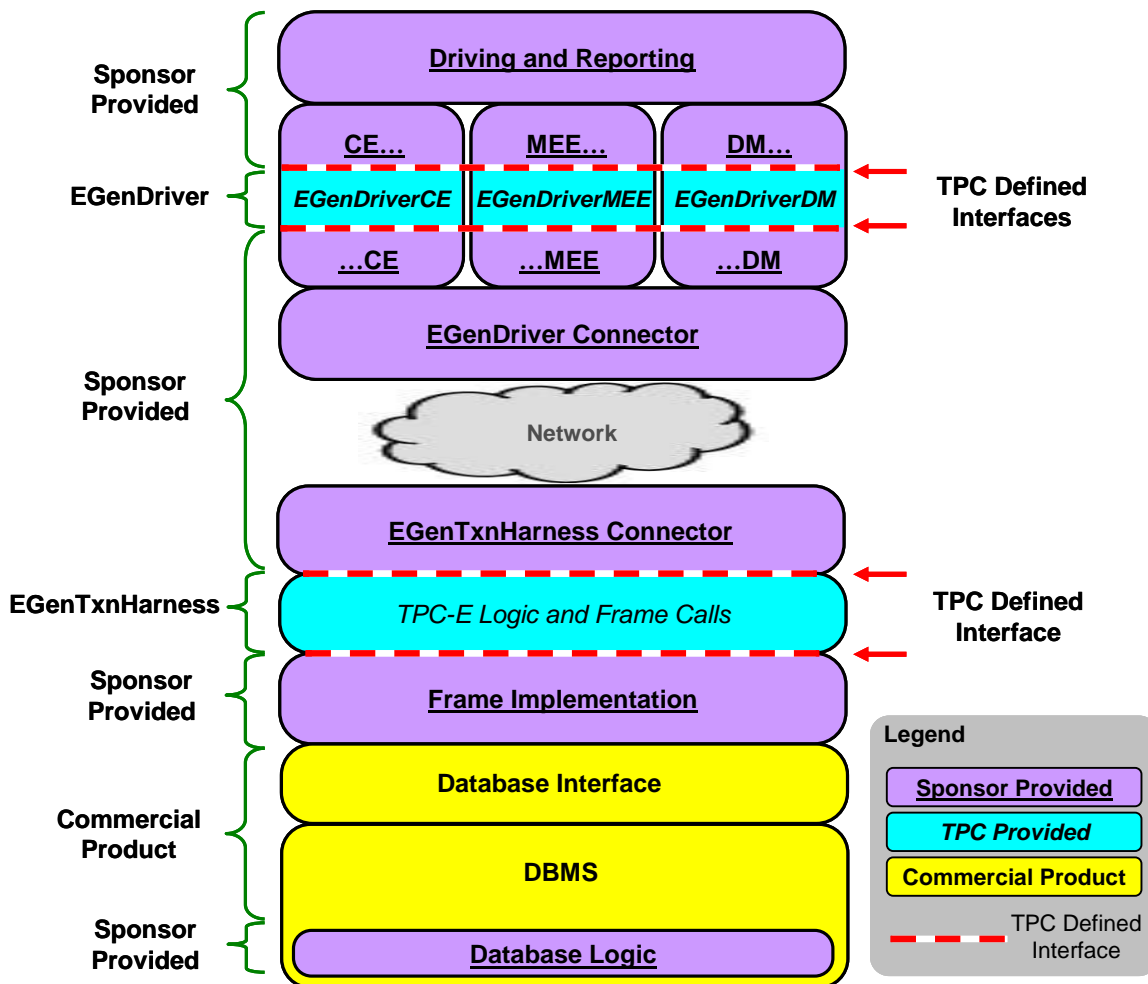 Driving and Reporting
Sponsor
Provided
CE...
MEE...
DM...
EGenDriver
EGenDriverCE
EGenDriverMEE
EGenDriverDM
TPC Defined
Interfaces
...CE
...MEE
...DM
EGenDriver Connector
Sponsor
Provided
Network
EGenTxnHarness Connector
EGenTxnHarness
TPC-E Logic and Frame Calls
TPC Defined
Interface
Sponsor
Provided
Frame Implementation
Legend
Database Interface
Sponsor Provided
Commercial
Product
TPC Provided
DBMS
Commercial Product
TPC Defined
Interface
Sponsor
Provided
Database Logic